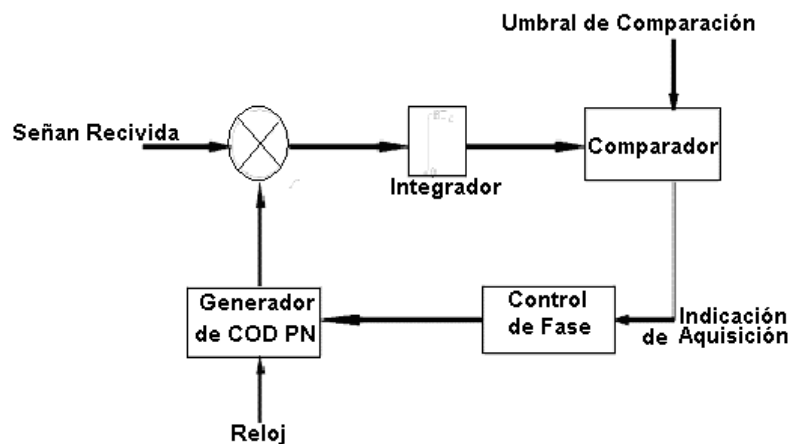 Umbral de Comparación
Señan Recivida
Integrador
Comparador
Generador
de COD PN
Control
de Fase
Indicación
de Aquisición
Reloj